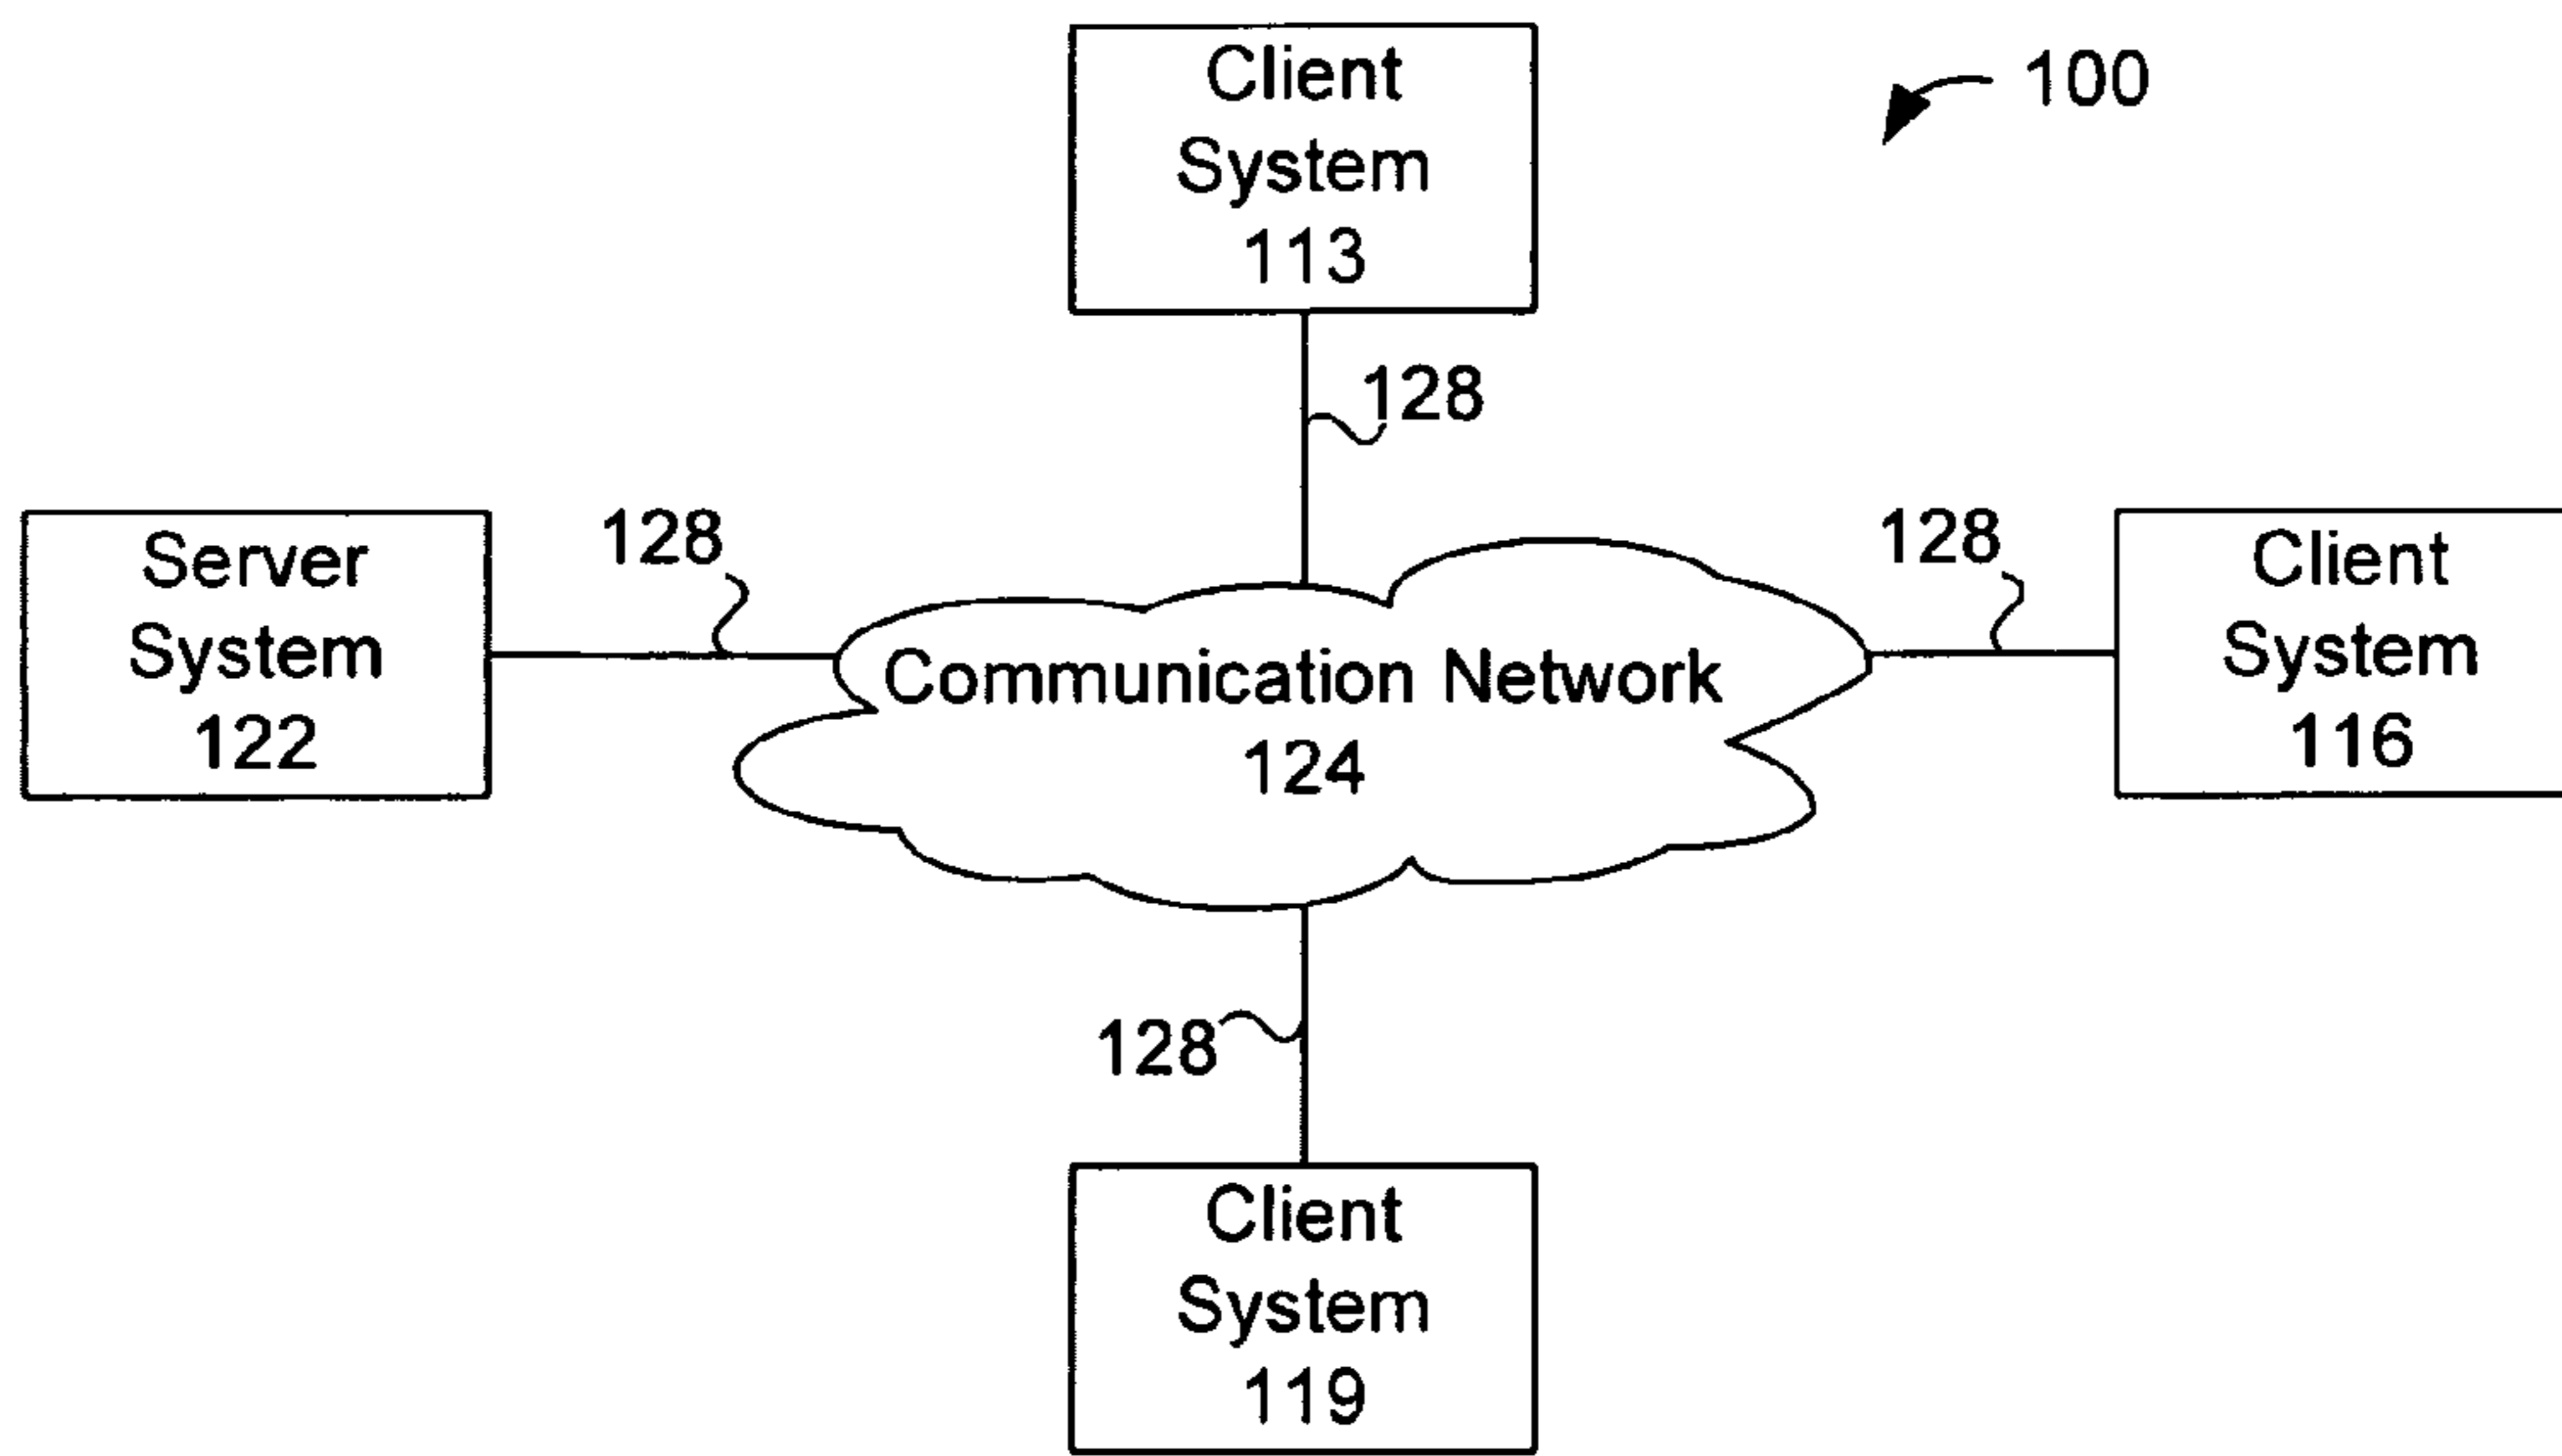 Client
System
113
100
128
Server
System
122
128
Communication Network
124
128
Client
System
116
128
Client
System
119